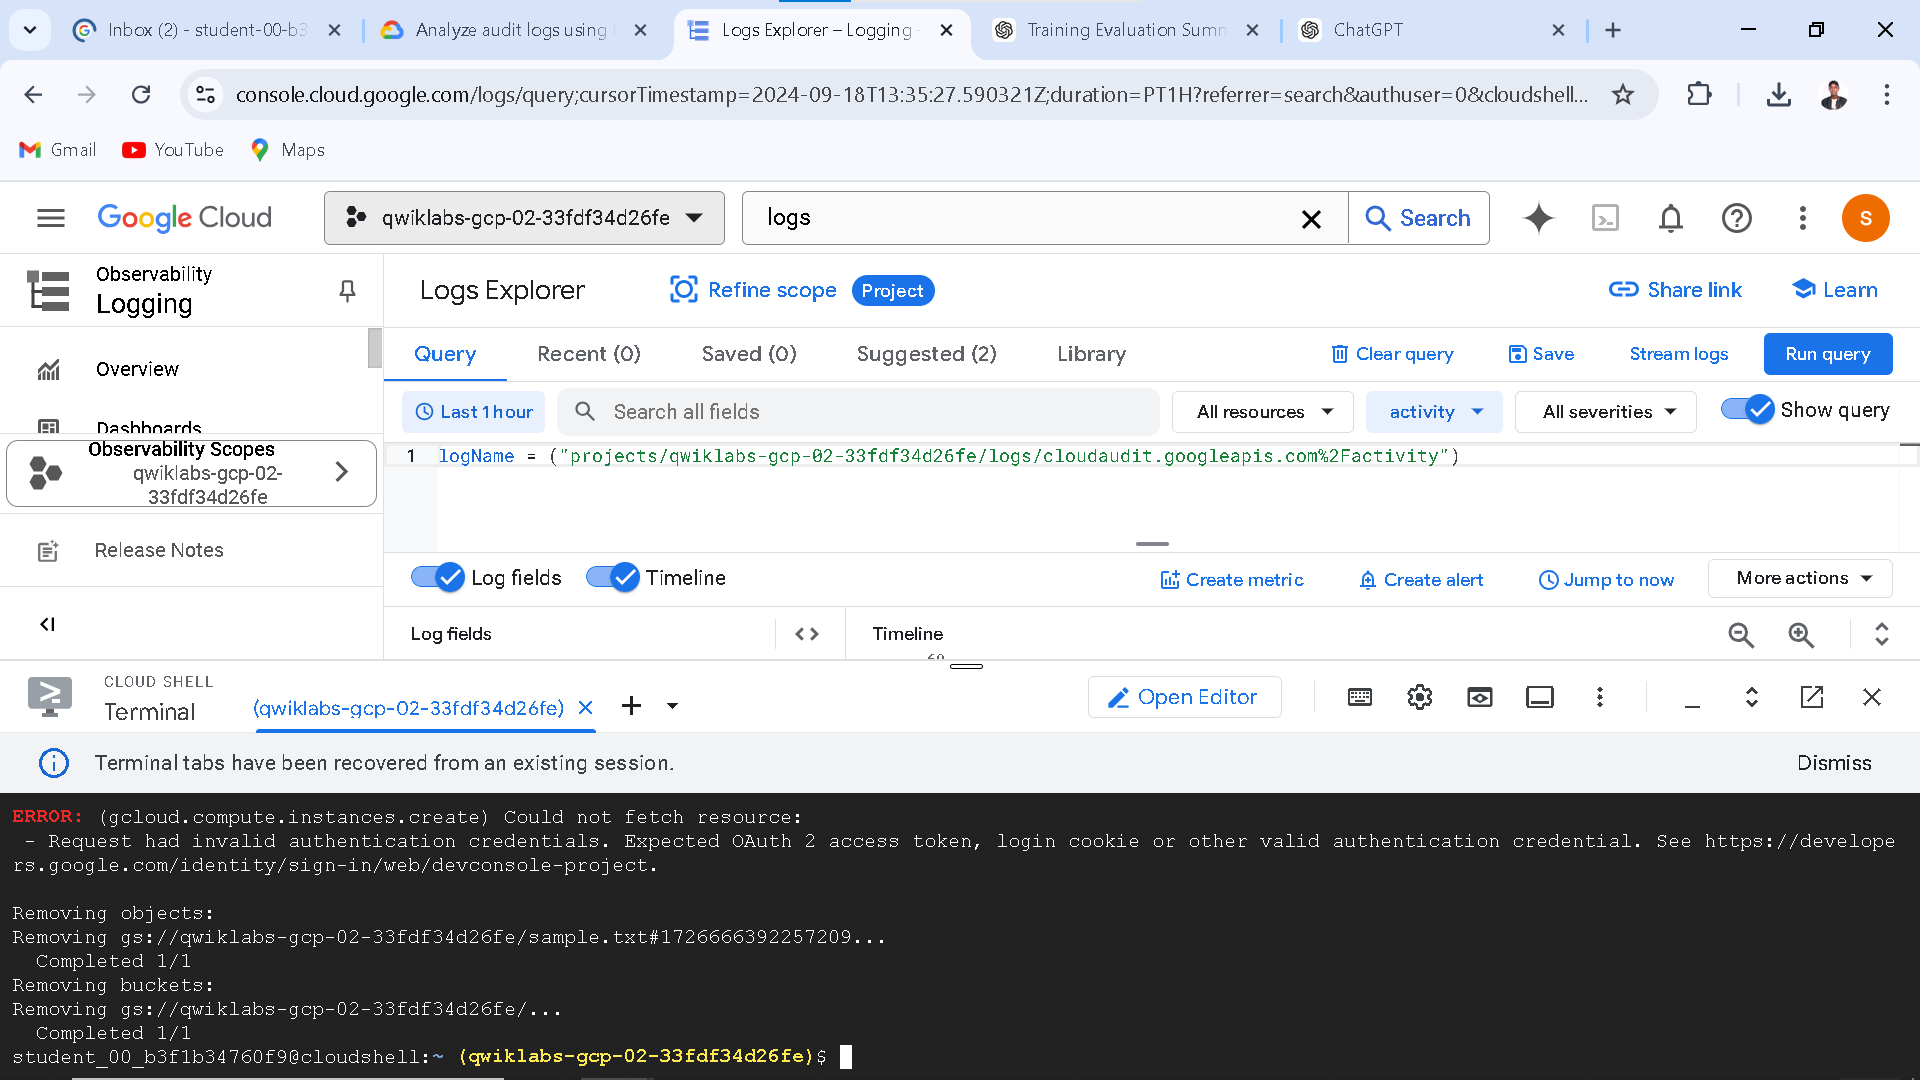 Inbox (2) - student-00-b3
Analyze audit logs using
Logs Explorer – Logging -
Training Evaluation Summ
ChatGPT
console.cloud.google.com/logs/query;cursorTimestamp=2024-09-18T13:35:27.590321Z;duration=PT1H?referrer=search&authuser=0&cloudshell...
Gmail
YouTube
Maps
Google Cloud
qwiklabs-gcp-02-33fdf34d26fe
logs
Search
S
Observability
Logging
Logs Explorer
Refine scope
Project
Share link
Learn
Overview
Dashboards
Observability Scopes
qwiklabs-gcp-02-
33fdf34d26fe
Release Notes
Query
Recent (0)
Saved (0)
Suggested (2)
Library
Clear query
Save
Stream logs
Run query
Last 1 hour
Search all fields
All resources
activity
All severities
Show query
1 logName = ("projects/qwiklabs-gcp-02-33fdf34d26fe/logs/cloudaudit.googleapis.com%2Factivity")
Log fields
Timeline
Create metric
Create alert
Jump to now
More actions
Log fields
Timeline
60
CLOUD SHELL
Terminal
(qwiklabs-gcp-02-33fdf34d26fe)
Open Editor
Terminal tabs have been recovered from an existing session.
Dismiss
ERROR: (gcloud.compute.instances.create) Could not fetch resource:
- Request had invalid authentication credentials. Expected OAuth 2 access token, login cookie or other valid authentication credential. See https://develope
rs.google.com/identity/sign-in/web/devconsole-project.
Removing objects:
Removing gs://qwiklabs-gcp-02-33fdf34d26fe/sample.txt#1726666392257209...
Completed 1/1
Removing buckets:
Removing gs://qwiklabs-gcp-02-33fdf34d26fe/...
Completed 1/1
student_00_b3f1b34760f9@cloudshell:~ (qwiklabs-gcp-02-33fdf34d26fe)$